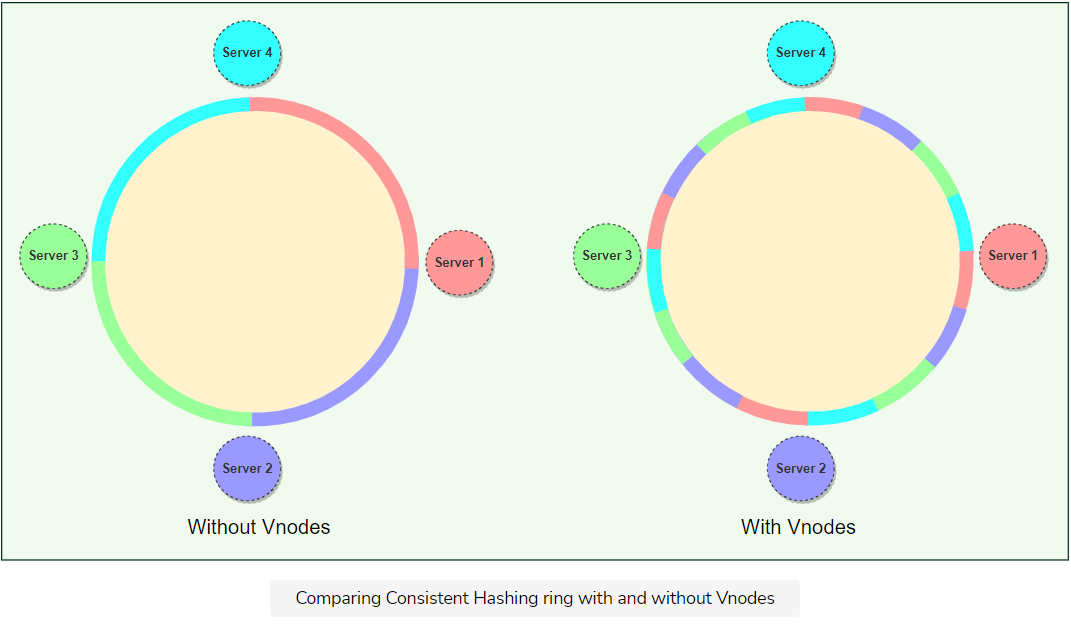 Server 4
Server 3
Server 1
Server 2
Without Vnodes
Server 4
Server 3
Server 1
Server 2
With Vnodes
Comparing Consistent Hashing ring with and without Vnodes